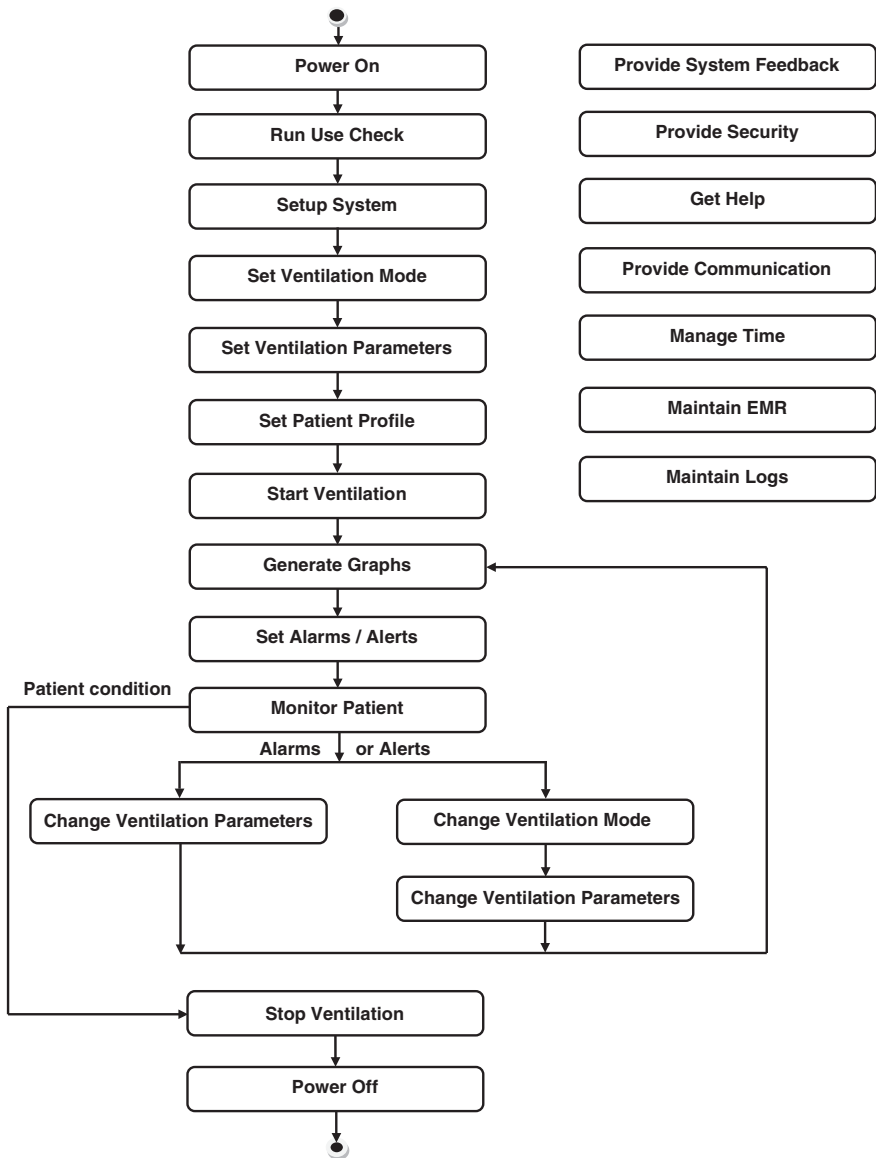 Power On
Run Use Check
Setup System
Set Ventilation Mode
Set Ventilation Parameters
Set Patient Profile
Start Ventilation
Generate Graphs
Set Alarms / Alerts
Patient condition
Monitor Patient
Alarms or Alerts
Change Ventilation Parameters
Change Ventilation Mode
Change Ventilation Parameters
Stop Ventilation
Power Off
Provide System Feedback
Provide Security
Get Help
Provide Communication
Manage Time
Maintain EMR
Maintain Logs